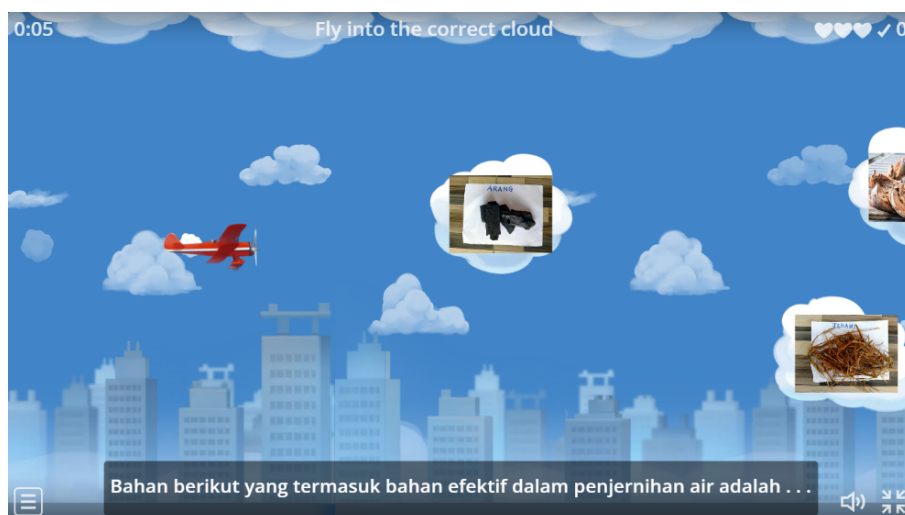 0:05
Fly into the correct cloud
0
ARANG
JERAMI
Bahan berikut yang termasuk bahan efektif dalam penjernihan air adalah . . .